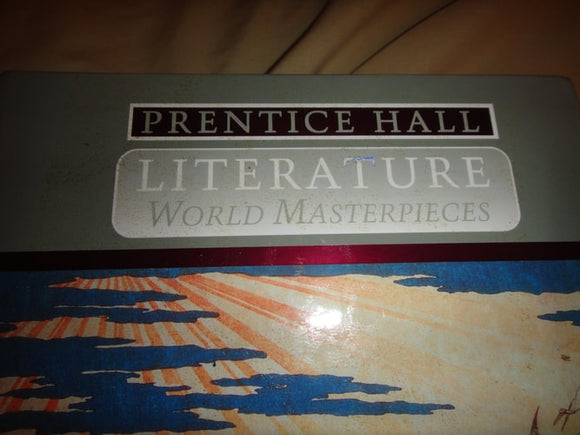 PRENTICE HALL
LITERATURE
WORLD MASTERPIECES